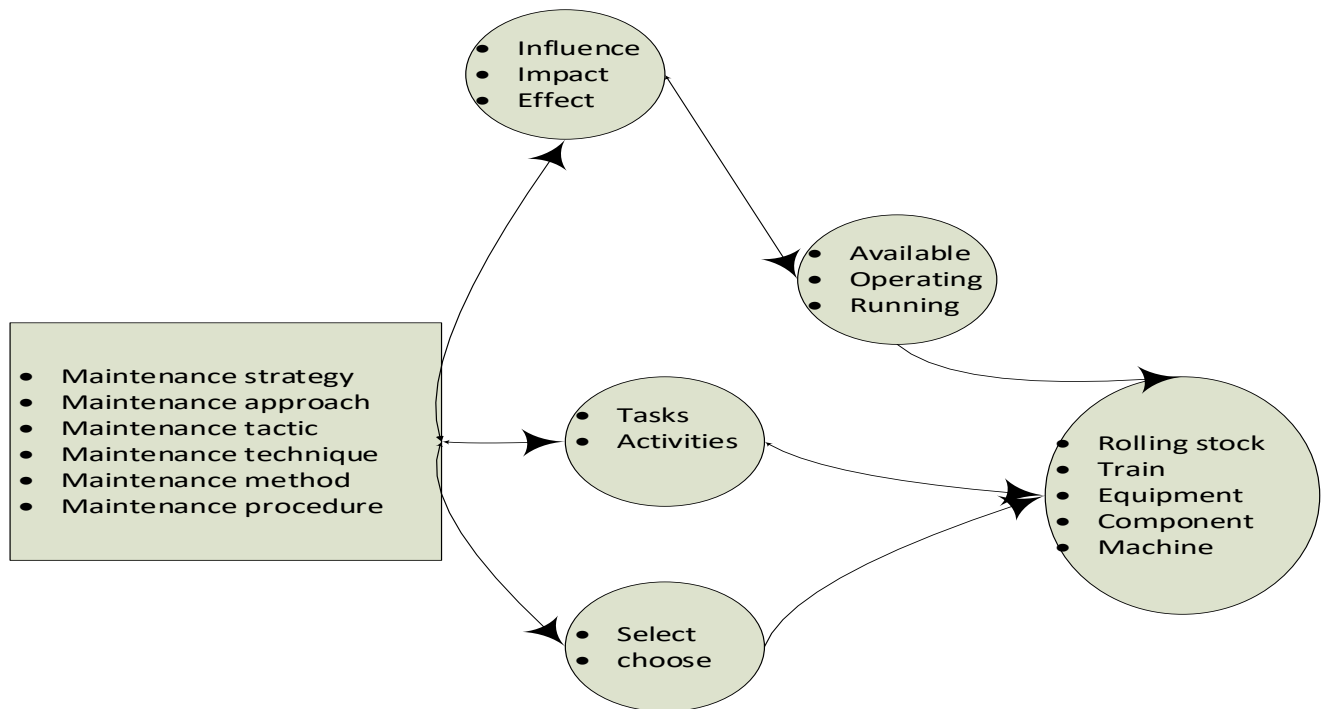 • Influence
• Impact
• Effect
• Available
• Operating
• Running
• Maintenance strategy
• Maintenance approach
• Maintenance tactic
• Maintenance technique
• Maintenance method
• Maintenance procedure
• Tasks
• Activities
• Rolling stock
• Train
• Equipment
• Component
• Machine
• Select
• choose